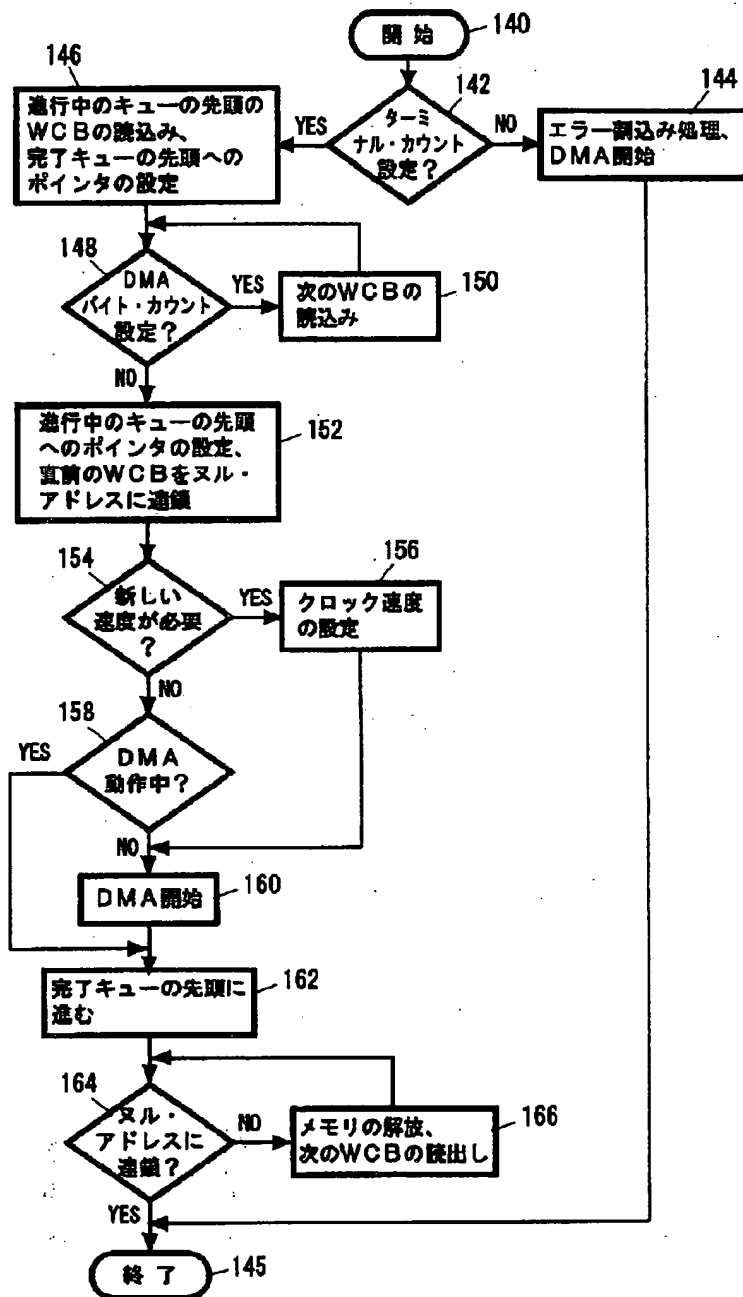 開始
140
146
142
144
進行中のキューの先頭の
WCBの読込み、
完了キューの先頭への
ポインタの設定
YES
ターミ
ナル・カウント
設定?
NO
エラー割込み処理、
DMA開始
148
DMA
バイト・カウント
設定?
YES
次のWCBの
読込み
150
NO
進行中のキューの先頭
へのポインタの設定、
直前のWCBをヌル・
アドレスに連鎖
152
154
新しい
速度が必要
?
YES
156
クロック速度
の設定
NO
158
YES
DMA
動作中?
NO
DMA開始
160
完了キューの先頭に
進む
162
164
ヌル・
アドレスに
連鎖?
NO
メモリの解放、
次のWCBの読出し
166
YES
終了
145